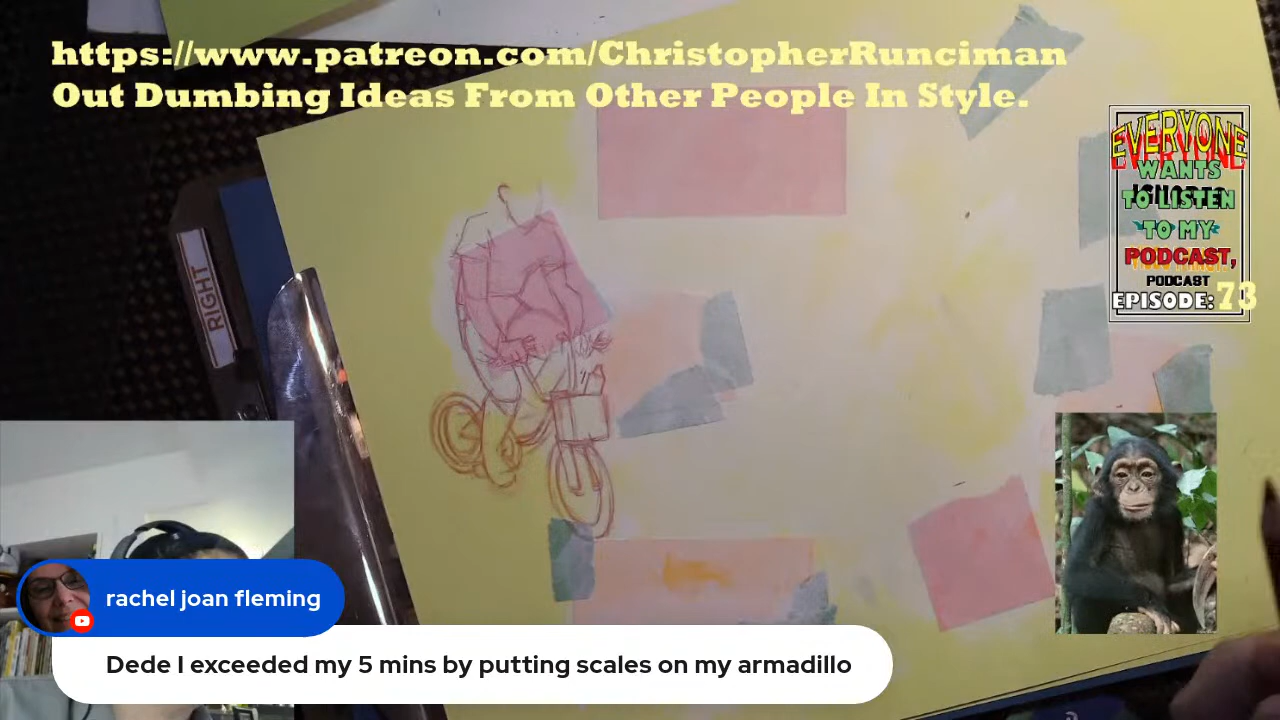 https://www.patreon.com/ChristopherRunciman
Out Dumbing Ideas From Other People In Style.
EVERYONE
WANTS
TO LISTEN
TO MY
PODCAST,
PODCAST
EPISODE: 73
RIGHT
rachel joan fleming
Dede I exceeded my 5 mins by putting scales on my armadillo